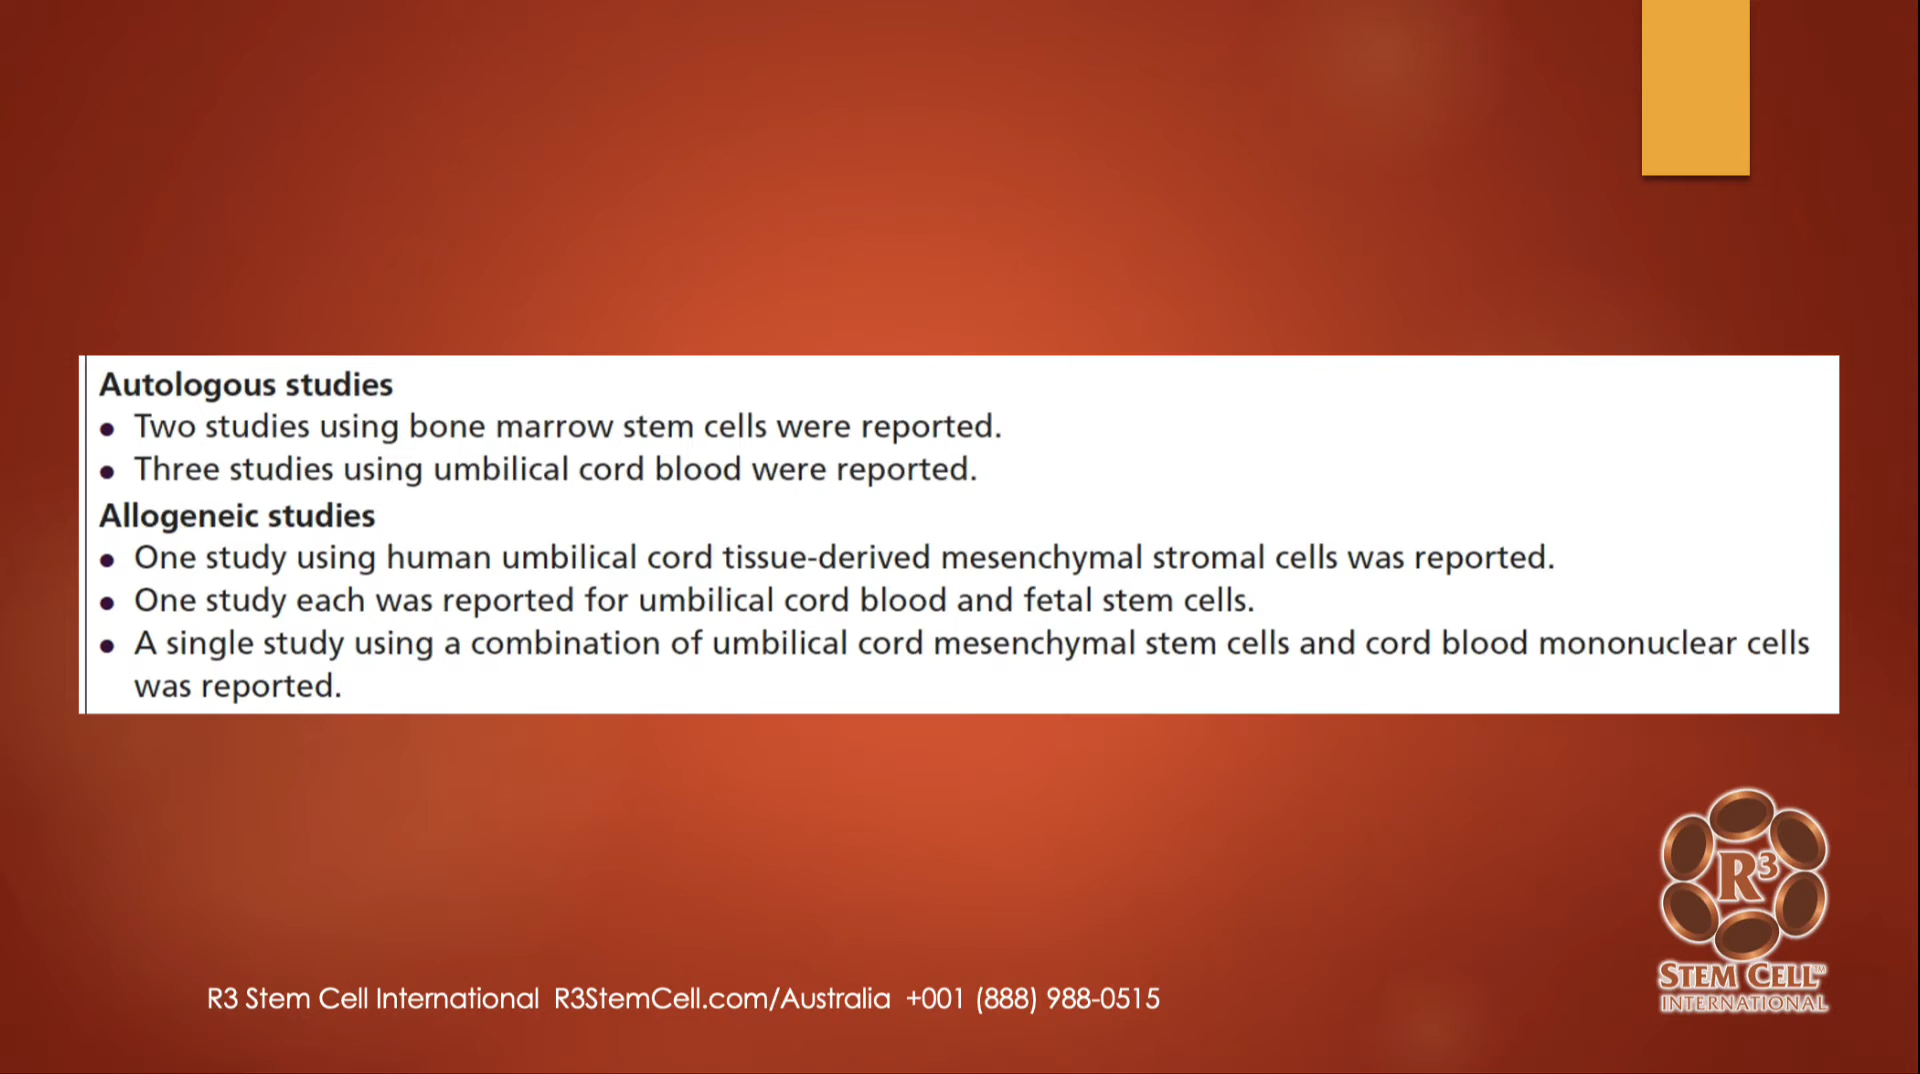 Autologous studies
• Two studies using bone marrow stem cells were reported.
• Three studies using umbilical cord blood were reported.
Allogeneic studies
• One study using human umbilical cord tissue-derived mesenchymal stromal cells was reported.
• One study each was reported for umbilical cord blood and fetal stem cells.
• A single study using a combination of umbilical cord mesenchymal stem cells and cord blood mononuclear cells
was reported.
R³
STEM CELL™
INTERNATIONAL
R3 Stem Cell International R3StemCell.com/Australia +001 (888) 988-0515